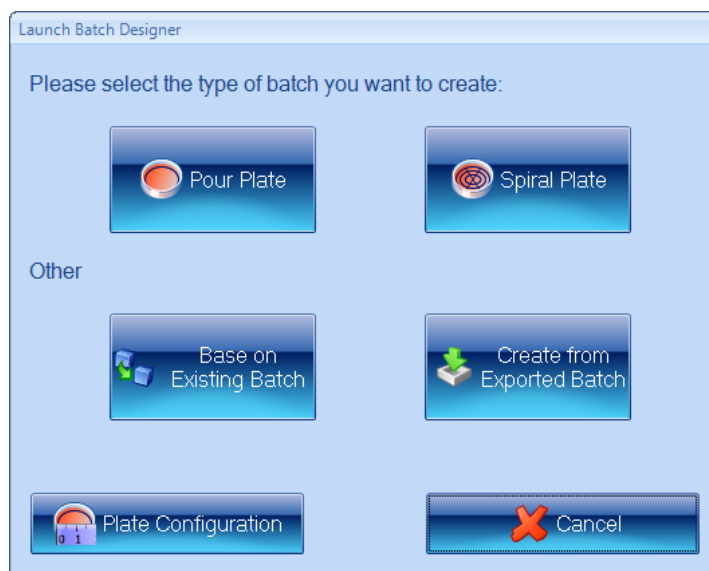 Launch Batch Designer
Please select the type of batch you want to create:
Pour Plate
Spiral Plate
Other
Base on
Existing Batch
Create from
Exported Batch
0 1
Plate Configuration
Cancel